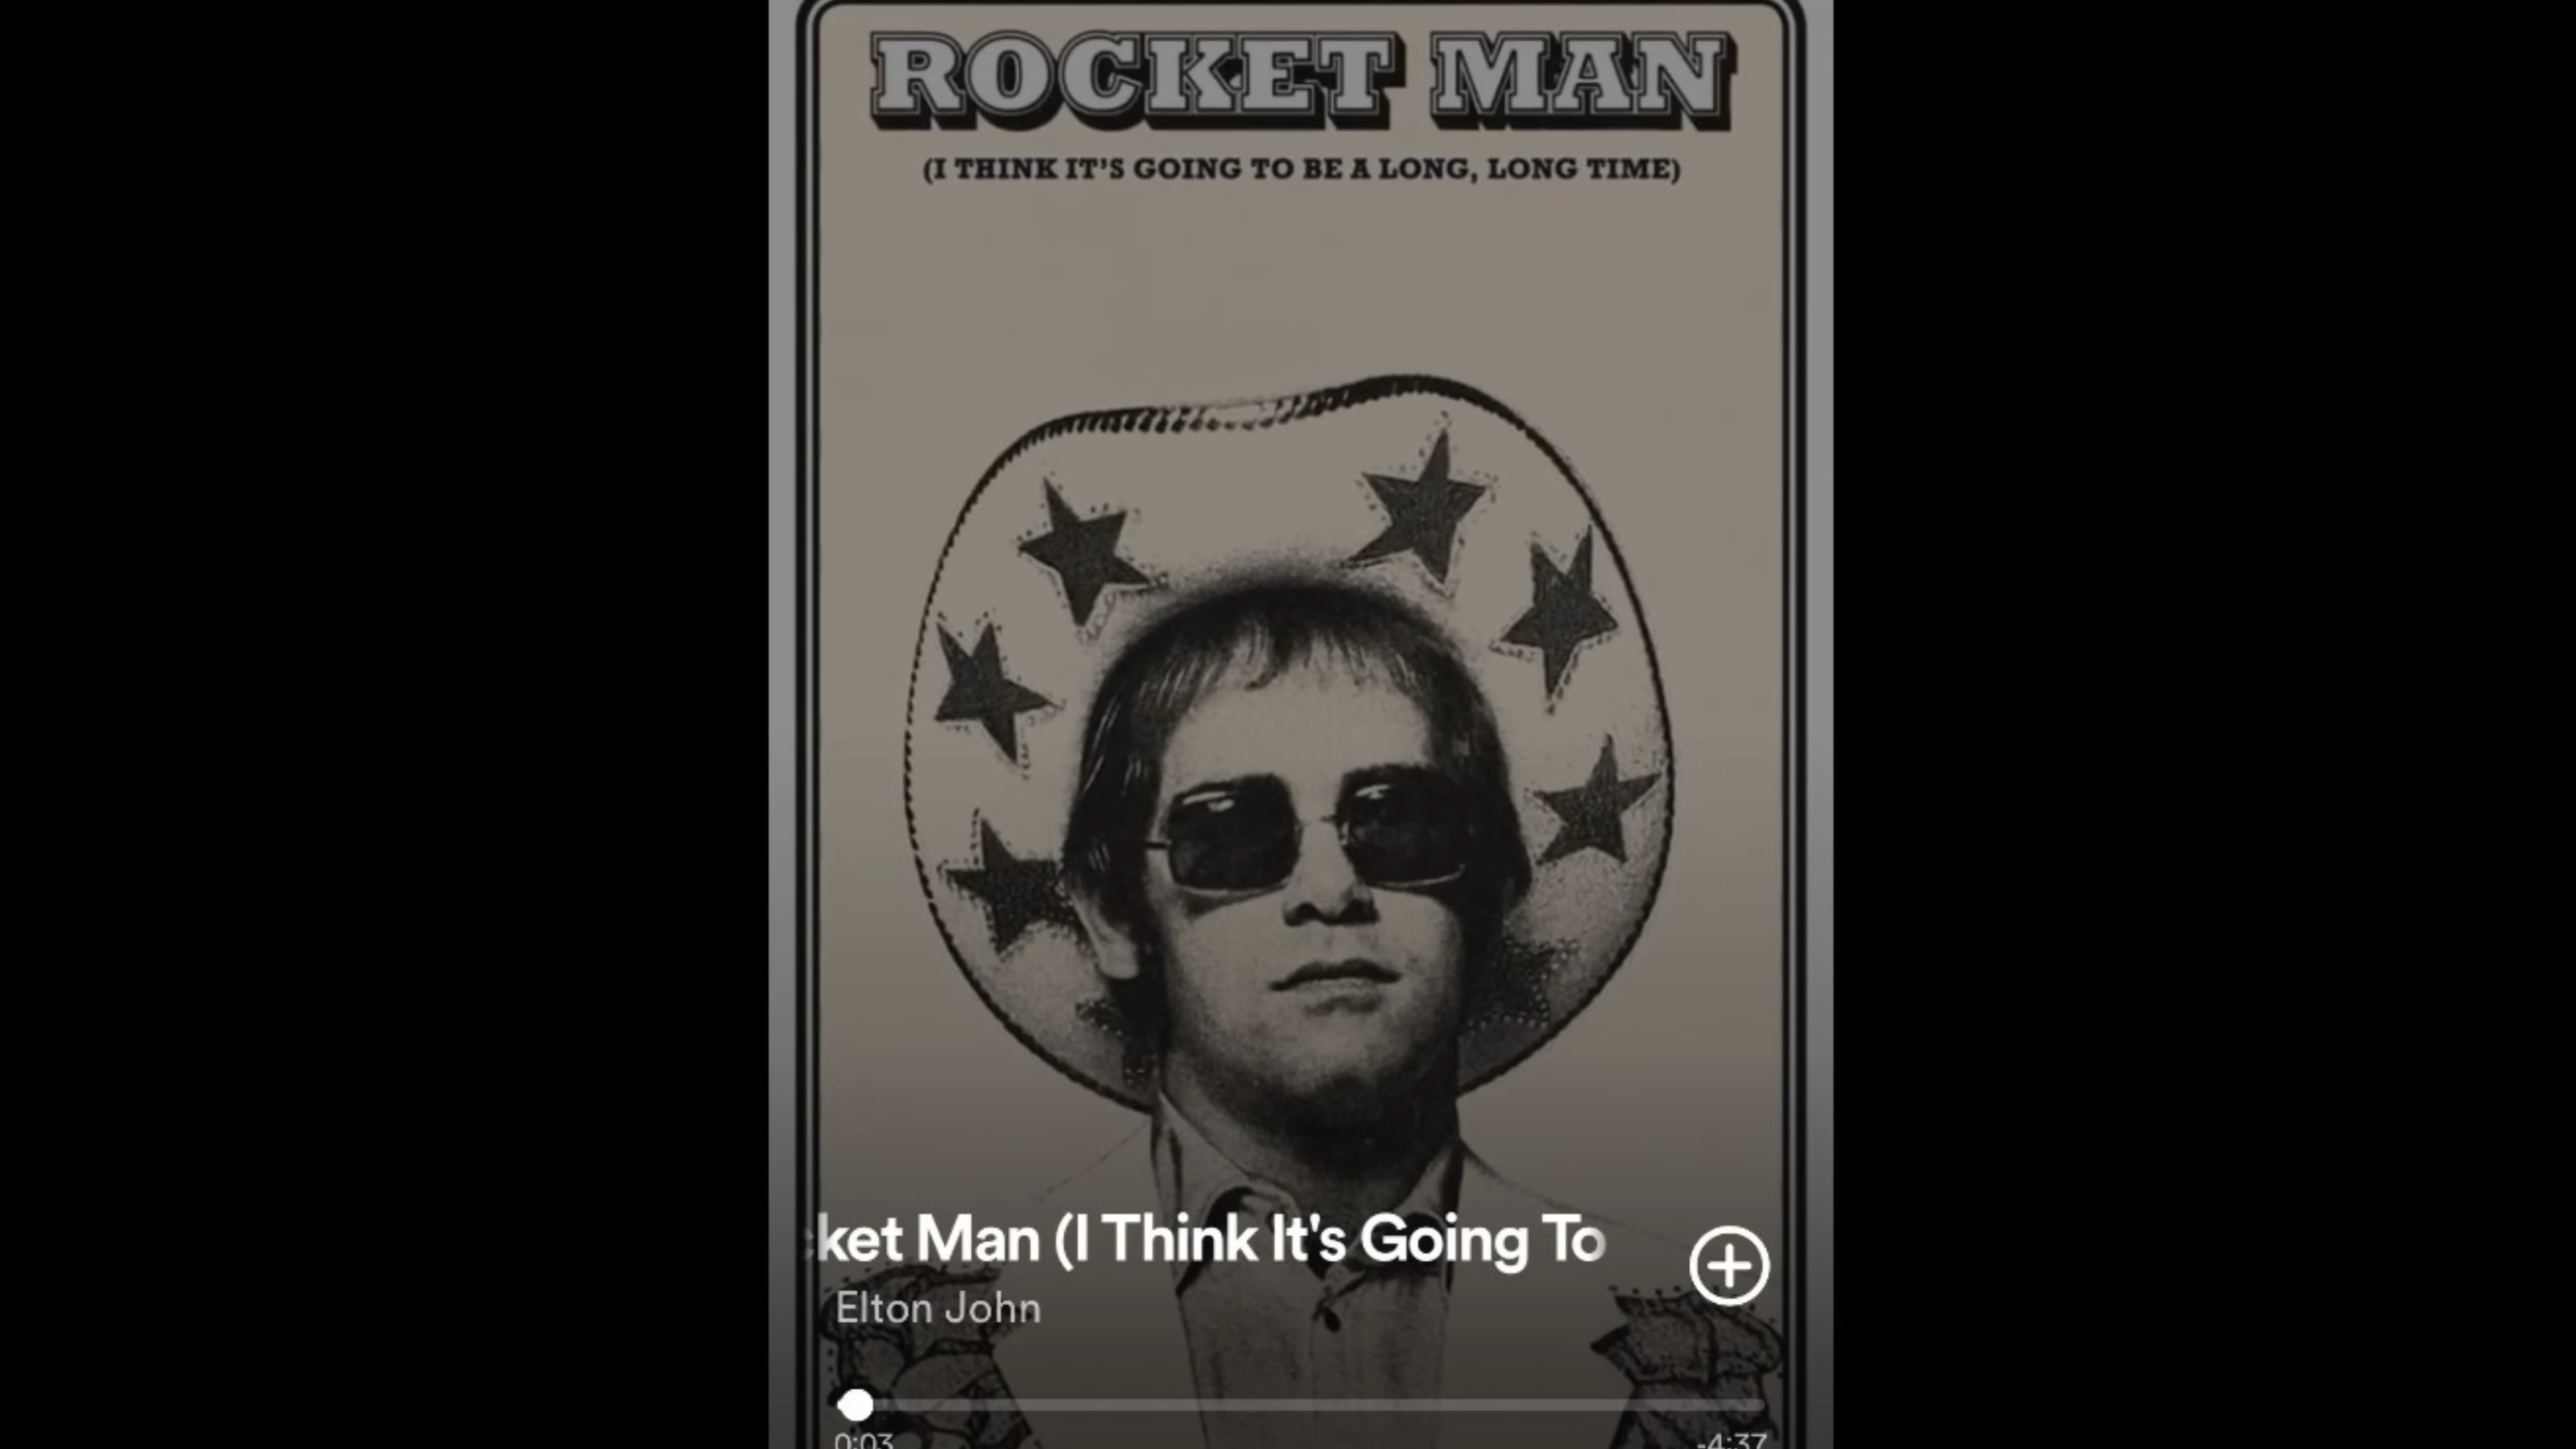 ROCKET MAN
(I THINK IT'S GOING TO BE A LONG, LONG TIME)
ket Man (I Think It's Going To
Elton John
0:03 -4:37